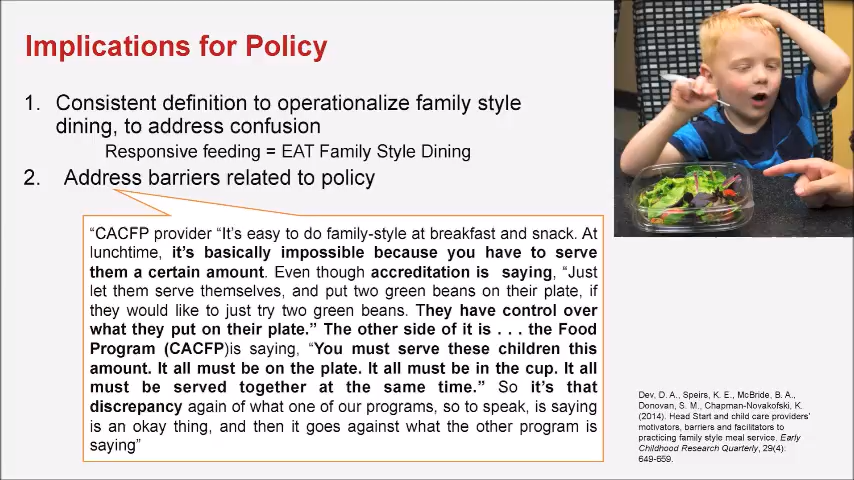 Implications for Policy
1. Consistent definition to operationalize family style
dining, to address confusion
Responsive feeding = EAT Family Style Dining
2. Address barriers related to policy
“CACFP provider “It’s easy to do family-style at breakfast and snack. At
lunchtime, it’s basically impossible because you have to serve
them a certain amount. Even though accreditation is saying, “Just
let them serve themselves, and put two green beans on their plate, if
they would like to just try two green beans. They have control over
what they put on their plate.” The other side of it is . . . the Food
Program (CACFP)is saying, “You must serve these children this
amount. It all must be on the plate. It all must be in the cup. It all
must be served together at the same time.” So it’s that
discrepancy again of what one of our programs, so to speak, is saying
is an okay thing, and then it goes against what the other program is
saying”
Dev, D. A., Speirs, K. E., McBride, B. A.,
Donovan, S. M., Chapman-Novakofski, K.
(2014). Head Start and child care providers’
motivators, barriers and facilitators to
practicing family style meal service. Early
Childhood Research Quarterly, 29(4):
649-659.